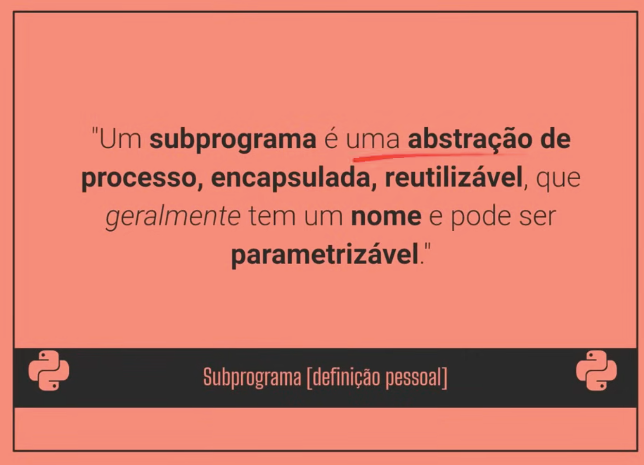 "Um subprograma é uma abstração de
processo, encapsulada, reutilizável, que
geralmente tem um nome e pode ser
parametrizável."
Subprograma [definição pessoal]